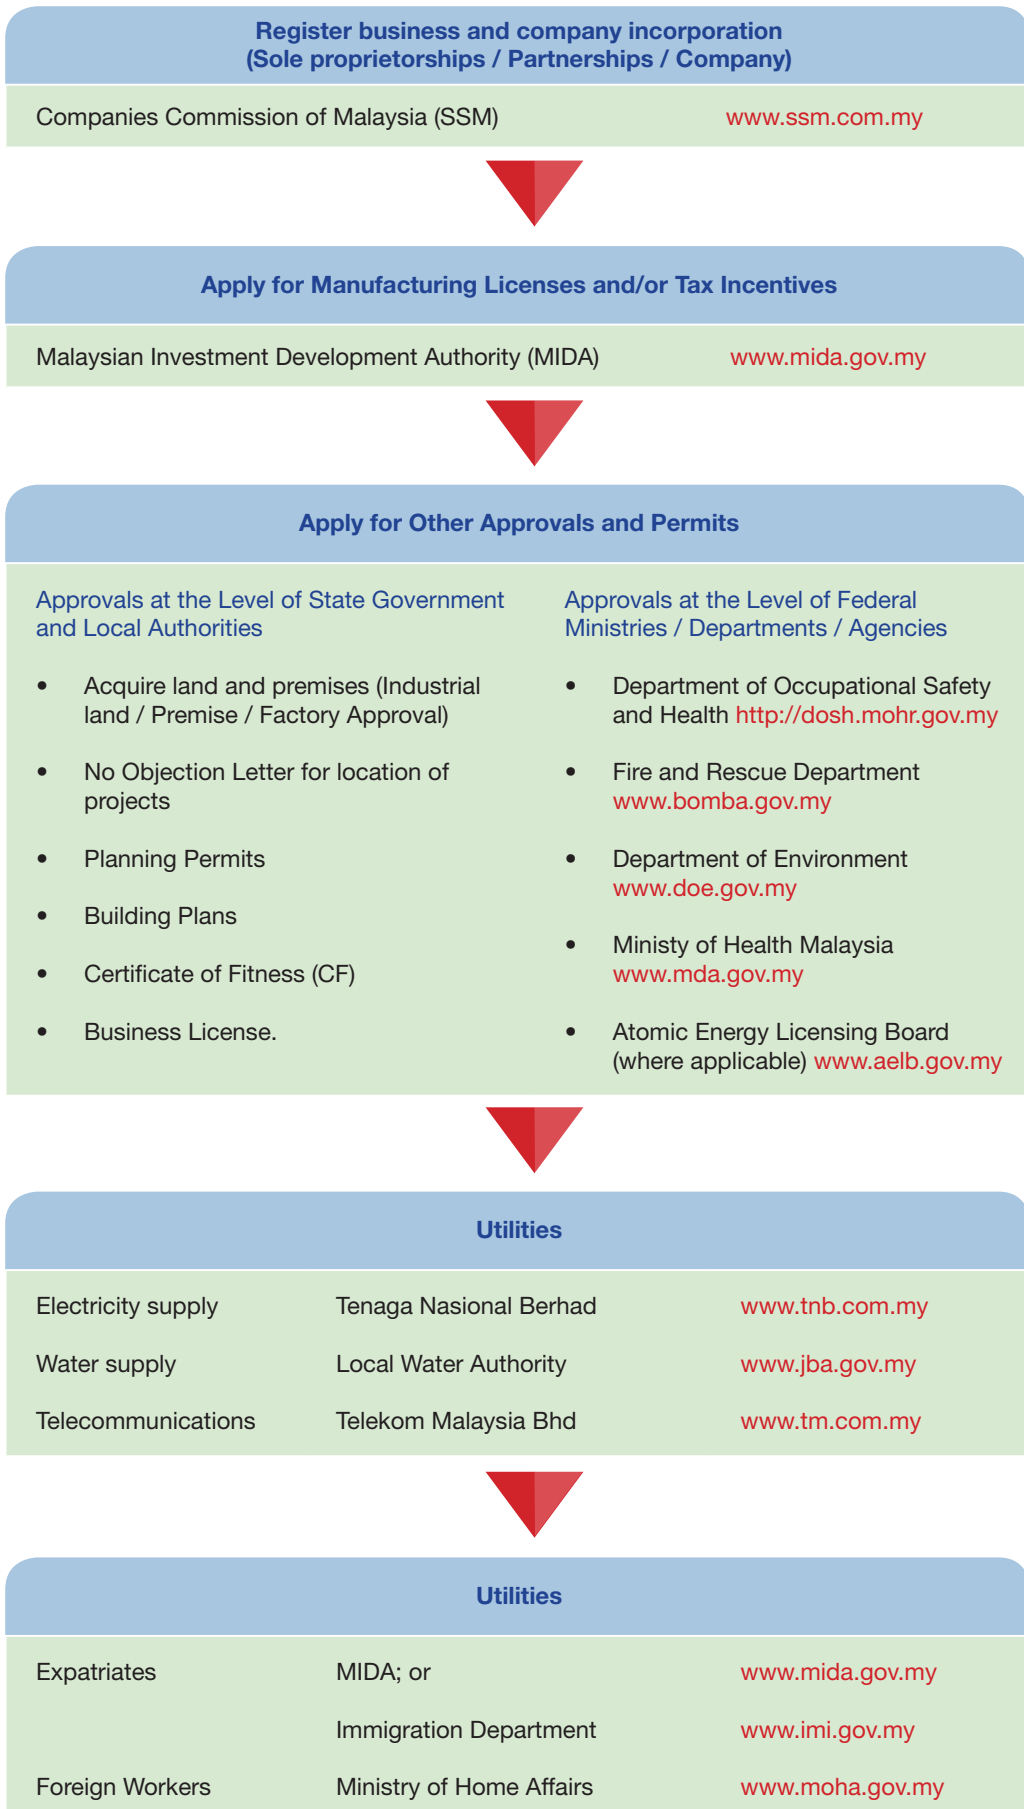 Register business and company incorporation
(Sole proprietorships / Partnerships / Company)
Companies Commission of Malaysia (SSM) www.ssm.com.my
Apply for Manufacturing Licenses and/or Tax Incentives
Malaysian Investment Development Authority (MIDA) www.mida.gov.my
Apply for Other Approvals and Permits
Approvals at the Level of State Government
and Local Authorities
• Acquire land and premises (Industrial
land / Premise / Factory Approval)
• No Objection Letter for location of
projects
• Planning Permits
• Building Plans
• Certificate of Fitness (CF)
• Business License.
Approvals at the Level of Federal
Ministries / Departments / Agencies
• Department of Occupational Safety
and Health http://dosh.mohr.gov.my
• Fire and Rescue Department
www.bomba.gov.my
• Department of Environment
www.doe.gov.my
• Ministy of Health Malaysia
www.mda.gov.my
• Atomic Energy Licensing Board
(where applicable) www.aelb.gov.my
Utilities
Electricity supply Tenaga Nasional Berhad www.tnb.com.my
Water supply Local Water Authority www.jba.gov.my
Telecommunications Telekom Malaysia Bhd www.tm.com.my
Utilities
Expatriates MIDA; or www.mida.gov.my
Immigration Department www.imi.gov.my
Foreign Workers Ministry of Home Affairs www.moha.gov.my